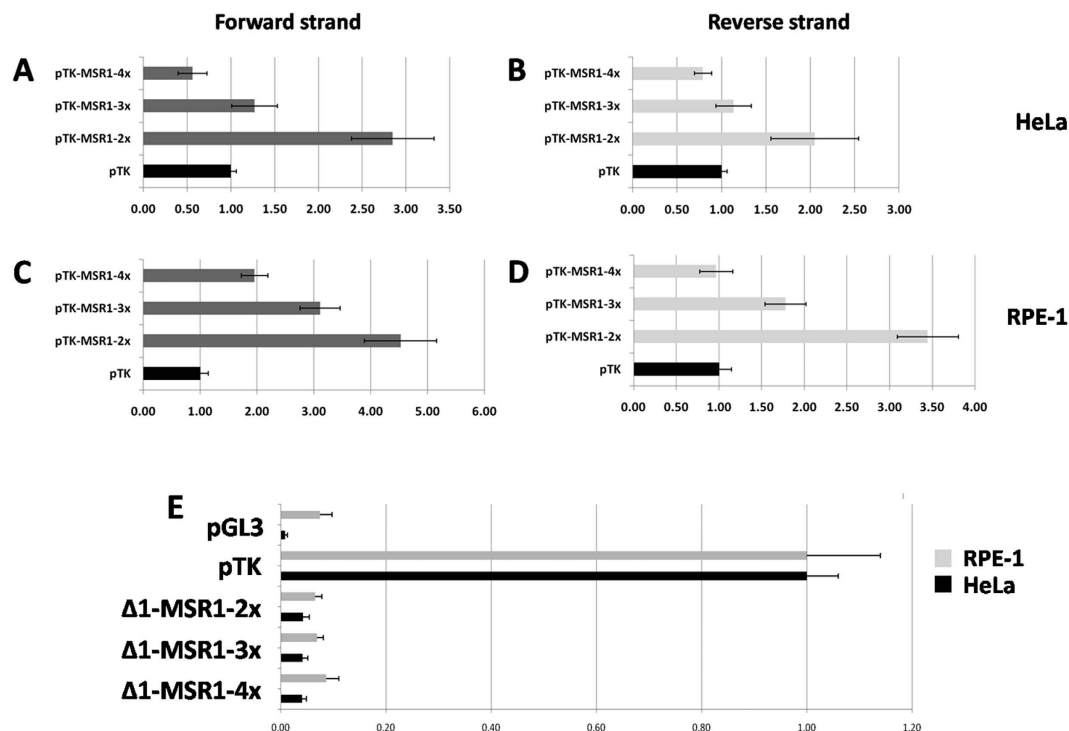 Forward strand
Reverse strand
A
pTK-MSR1-4x
pTK-MSR1-3x
pTK-MSR1-2x
pTK
0.00 0.50 1.00 1.50 2.00 2.50 3.00 3.50
B
pTK-MSR1-4x
pTK-MSR1-3x
pTK-MSR1-2x
pTK
0.00 0.50 1.00 1.50 2.00 2.50 3.00
HeLa
C
pTK-MSR1-4x
pTK-MSR1-3x
pTK-MSR1-2x
pTK
0.00 1.00 2.00 3.00 4.00 5.00 6.00
D
pTK-MSR1-4x
pTK-MSR1-3x
pTK-MSR1-2x
pTK
0.00 0.50 1.00 1.50 2.00 2.50 3.00 3.50 4.00
RPE-1
E
pGL3
pTK
Δ1-MSR1-2x
Δ1-MSR1-3x
Δ1-MSR1-4x
0.00 0.20 0.40 0.60 0.80 1.00 1.20
RPE-1
HeLa